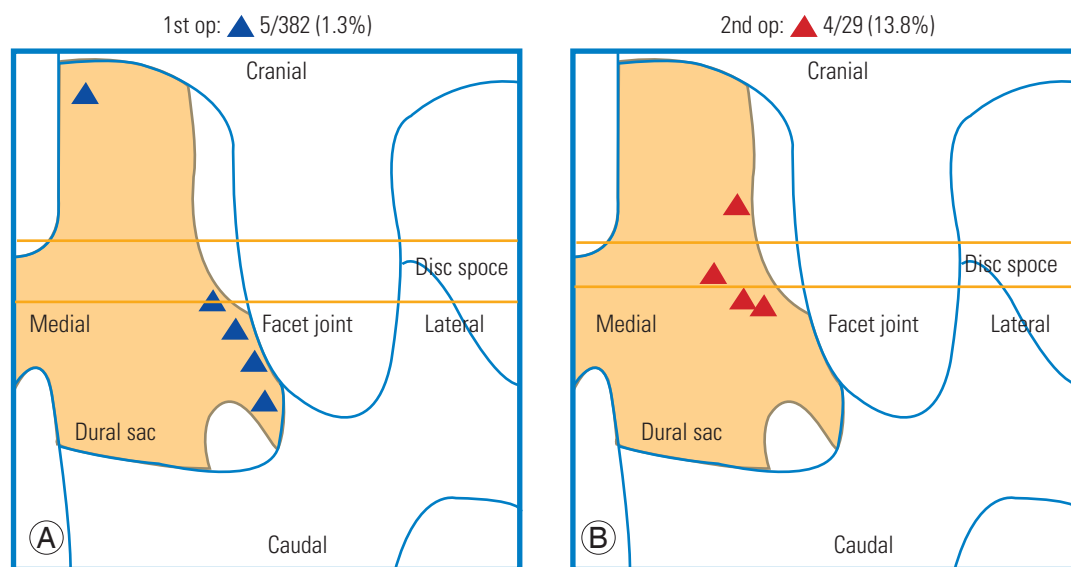 1st op: ▲ 5/382 (1.3%)
Cranial
Disc spoce
Medial
Facet joint
Lateral
Dural sac
A
Caudal
2nd op: ▲ 4/29 (13.8%)
Cranial
Disc spoce
Medial
Facet joint
Lateral
Dural sac
B
Caudal